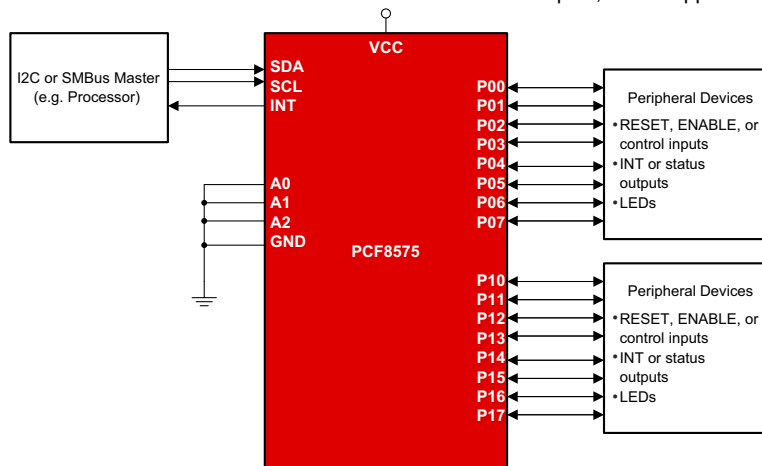 VCC
I2C or SMBus Master
(e.g. Processor)
SDA
SCL
INT
A0
A1
A2
GND
PCF8575
P00
P01
P02
P03
P04
P05
P06
P07
Peripheral Devices
• RESET, ENABLE, or
control inputs
• INT or status
outputs
• LEDs
P10
P11
P12
P13
P14
P15
P16
P17
Peripheral Devices
• RESET, ENABLE, or
control inputs
• INT or status
outputs
• LEDs